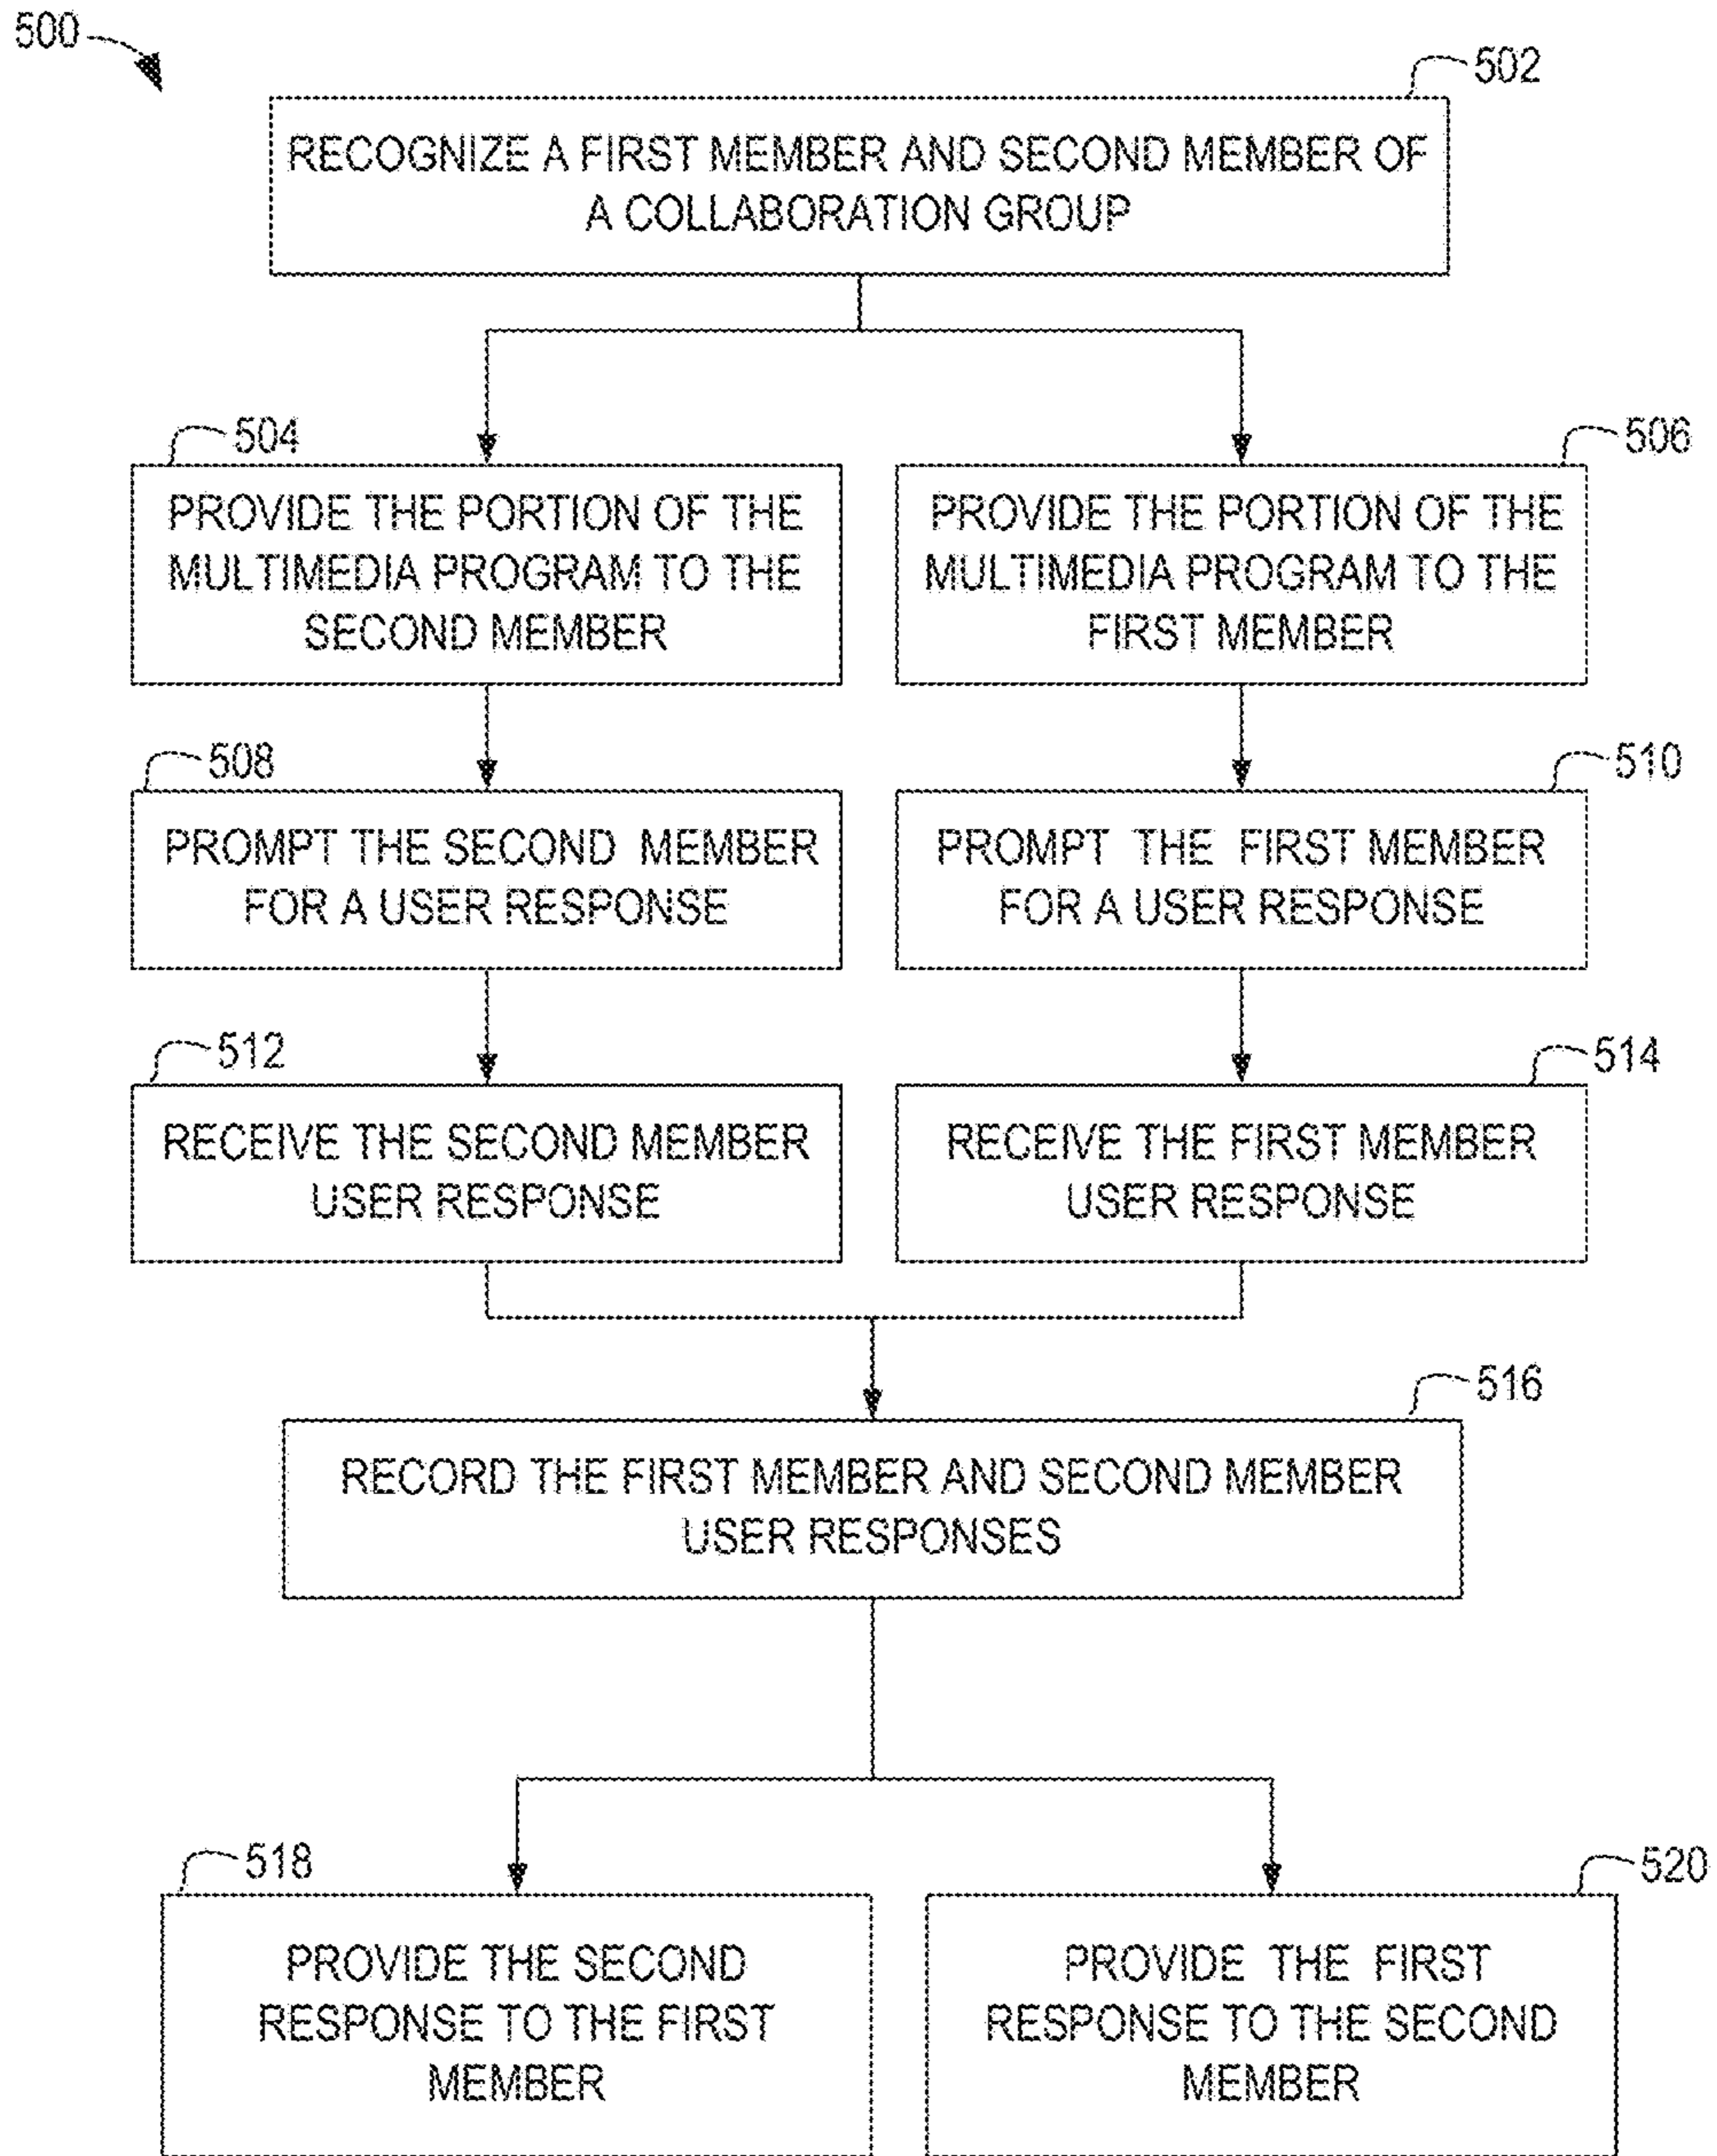 500
502
RECOGNIZE A FIRST MEMBER AND SECOND MEMBER OF
A COLLABORATION GROUP
504
PROVIDE THE PORTION OF THE
MULTIMEDIA PROGRAM TO THE
SECOND MEMBER
506
PROVIDE THE PORTION OF THE
MULTIMEDIA PROGRAM TO THE
FIRST MEMBER
508
PROMPT THE SECOND MEMBER
FOR A USER RESPONSE
510
PROMPT THE FIRST MEMBER
FOR A USER RESPONSE
512
RECEIVE THE SECOND MEMBER
USER RESPONSE
514
RECEIVE THE FIRST MEMBER
USER RESPONSE
516
RECORD THE FIRST MEMBER AND SECOND MEMBER
USER RESPONSES
518
PROVIDE THE SECOND
RESPONSE TO THE FIRST
MEMBER
520
PROVIDE THE FIRST
RESPONSE TO THE SECOND
MEMBER